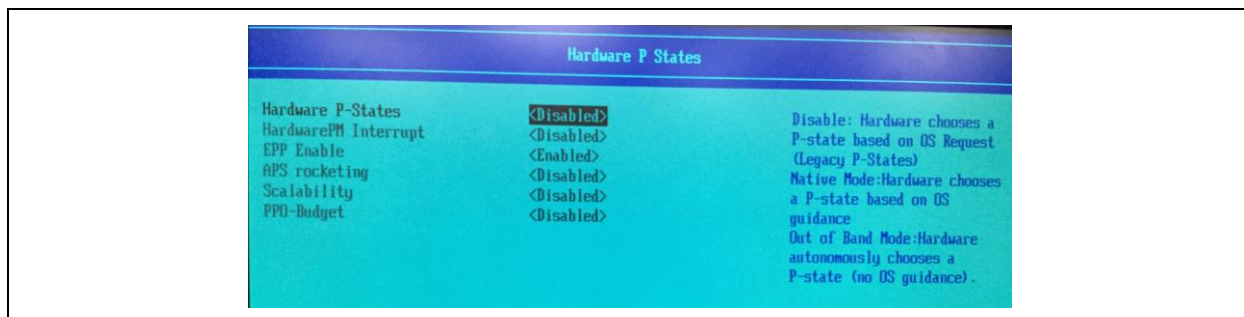 Hardware P States
Hardware P-States <Disabled>
HardwarePM Interrupt <Disabled>
EPP Enable <Enabled>
APS rocketing <Disabled>
Scalability <Disabled>
PPO-Budget <Disabled>
Disable: Hardware chooses a
P-state based on OS Request
(Legacy P-States)
Native Mode:Hardware chooses
a P-state based on OS
guidance
Out of Band Mode:Hardware
autonomously chooses a
P-state (no OS guidance).